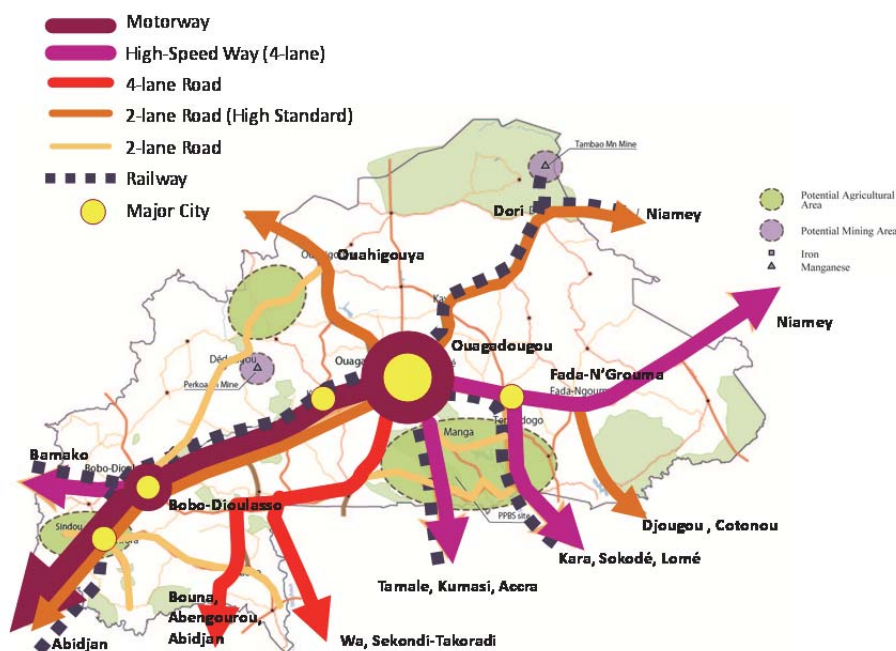 Motorway
High-Speed Way (4-lane)
4-lane Road
2-lane Road (High Standard)
2-lane Road
Railway
Major City
Tambao Mn Mine
Potential Agricultural
Area
Potential Mining Area
Iron
Manganese
Dori
Niamey
Ouahigouya
Niamey
Ouagadougou
Fada-N'Grouma
Fada-Ngourma
Perkoa Mine
Manga
Bamako
Bobo-Dioulasso
Sindou
PPBS site
Djougou , Cotonou
Kara, Sokodé, Lomé
Tamale, Kumasi, Accra
Bouna,
Abengourou,
Abidjan
Wa, Sekondi-Takoradi
Abidjan